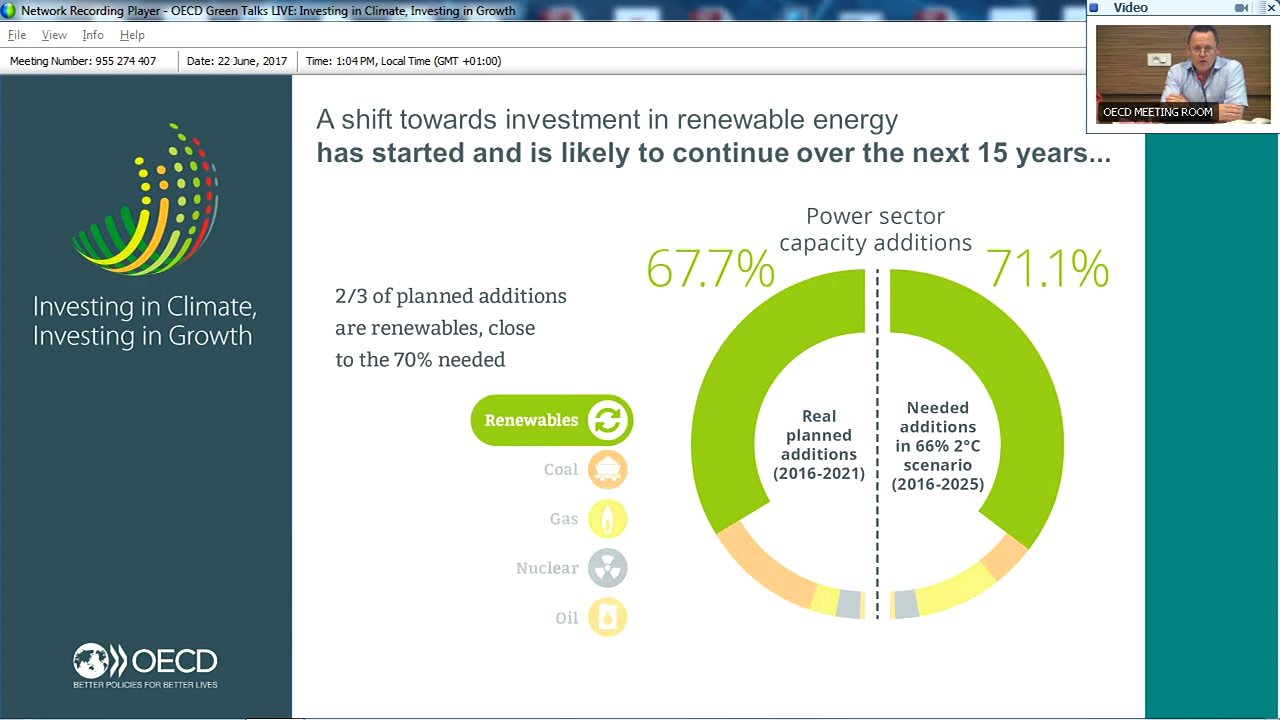 Network Recording Player - OECD Green Talks LIVE: Investing in Climate, Investing in Growth
Video
File View Info Help
Meeting Number: 955 274 407
Date: 22 June, 2017
Time: 1:04 PM, Local Time (GMT +01:00)
OECD MEETING ROOM
A shift towards investment in renewable energy
has started and is likely to continue over the next 15 years...
Investing in Climate,
Investing in Growth
OECD
BETTER POLICIES FOR BETTER LIVES
2/3 of planned additions
are renewables, close
to the 70% needed
Renewables
Coal
Gas
Nuclear
Oil
Power sector
capacity additions
67.7%
71.1%
Real
planned
additions
(2016-2021)
Needed
additions
in 66% 2°C
scenario
(2016-2025)